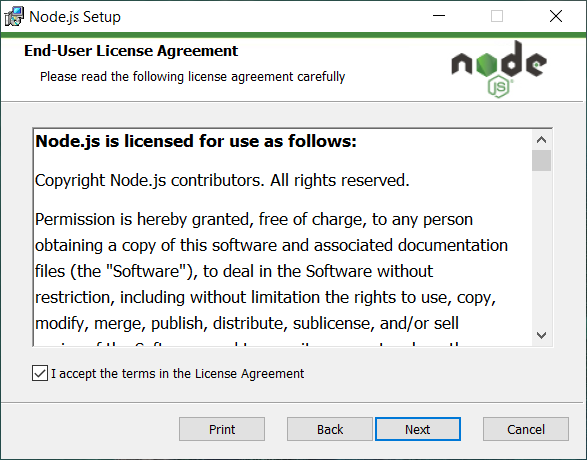 Node.js Setup
End-User License Agreement
Please read the following license agreement carefully
node
JS
Node.js is licensed for use as follows:
Copyright Node.js contributors. All rights reserved.
Permission is hereby granted, free of charge, to any person
obtaining a copy of this software and associated documentation
files (the "Software"), to deal in the Software without
restriction, including without limitation the rights to use, copy,
modify, merge, publish, distribute, sublicense, and/or sell
I accept the terms in the License Agreement
Print
Back
Next
Cancel